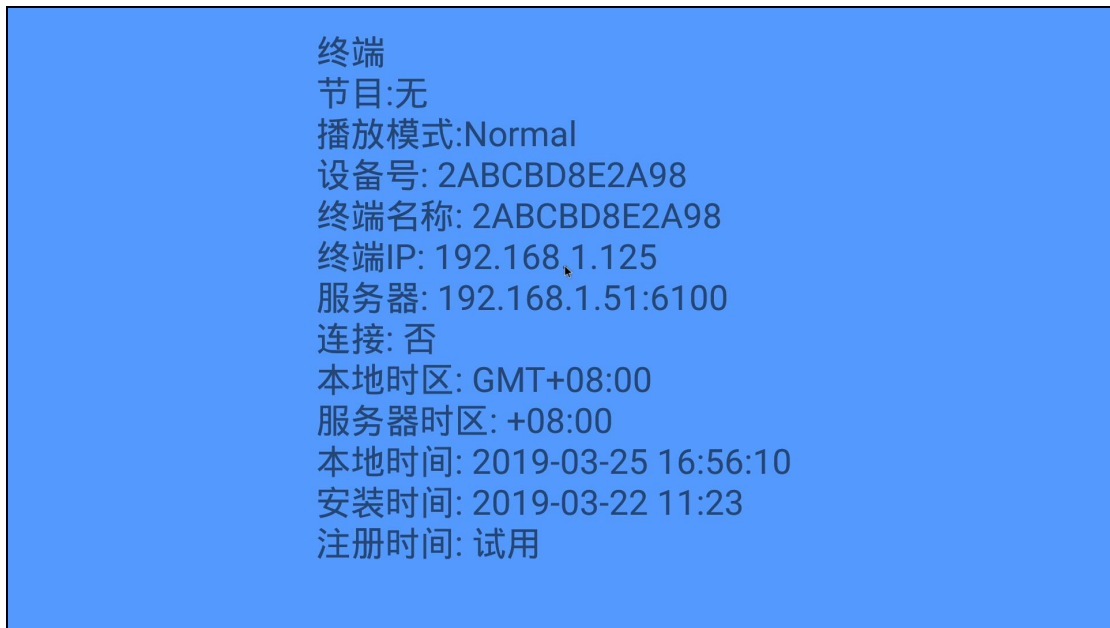 终端
节目:无
播放模式:Normal
设备号: 2ABCBD8E2A98
终端名称: 2ABCBD8E2A98
终端IP: 192.168.1.125
服务器: 192.168.1.51:6100
连接: 否
本地时区: GMT+08:00
服务器时区: +08:00
本地时间: 2019-03-25 16:56:10
安装时间: 2019-03-22 11:23
注册时间: 试用